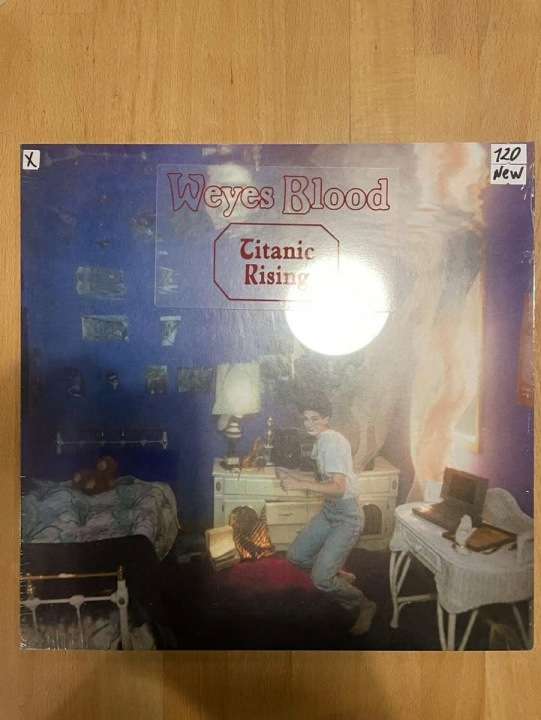 X
120
New
Weyes Blood
Titanic
Rising